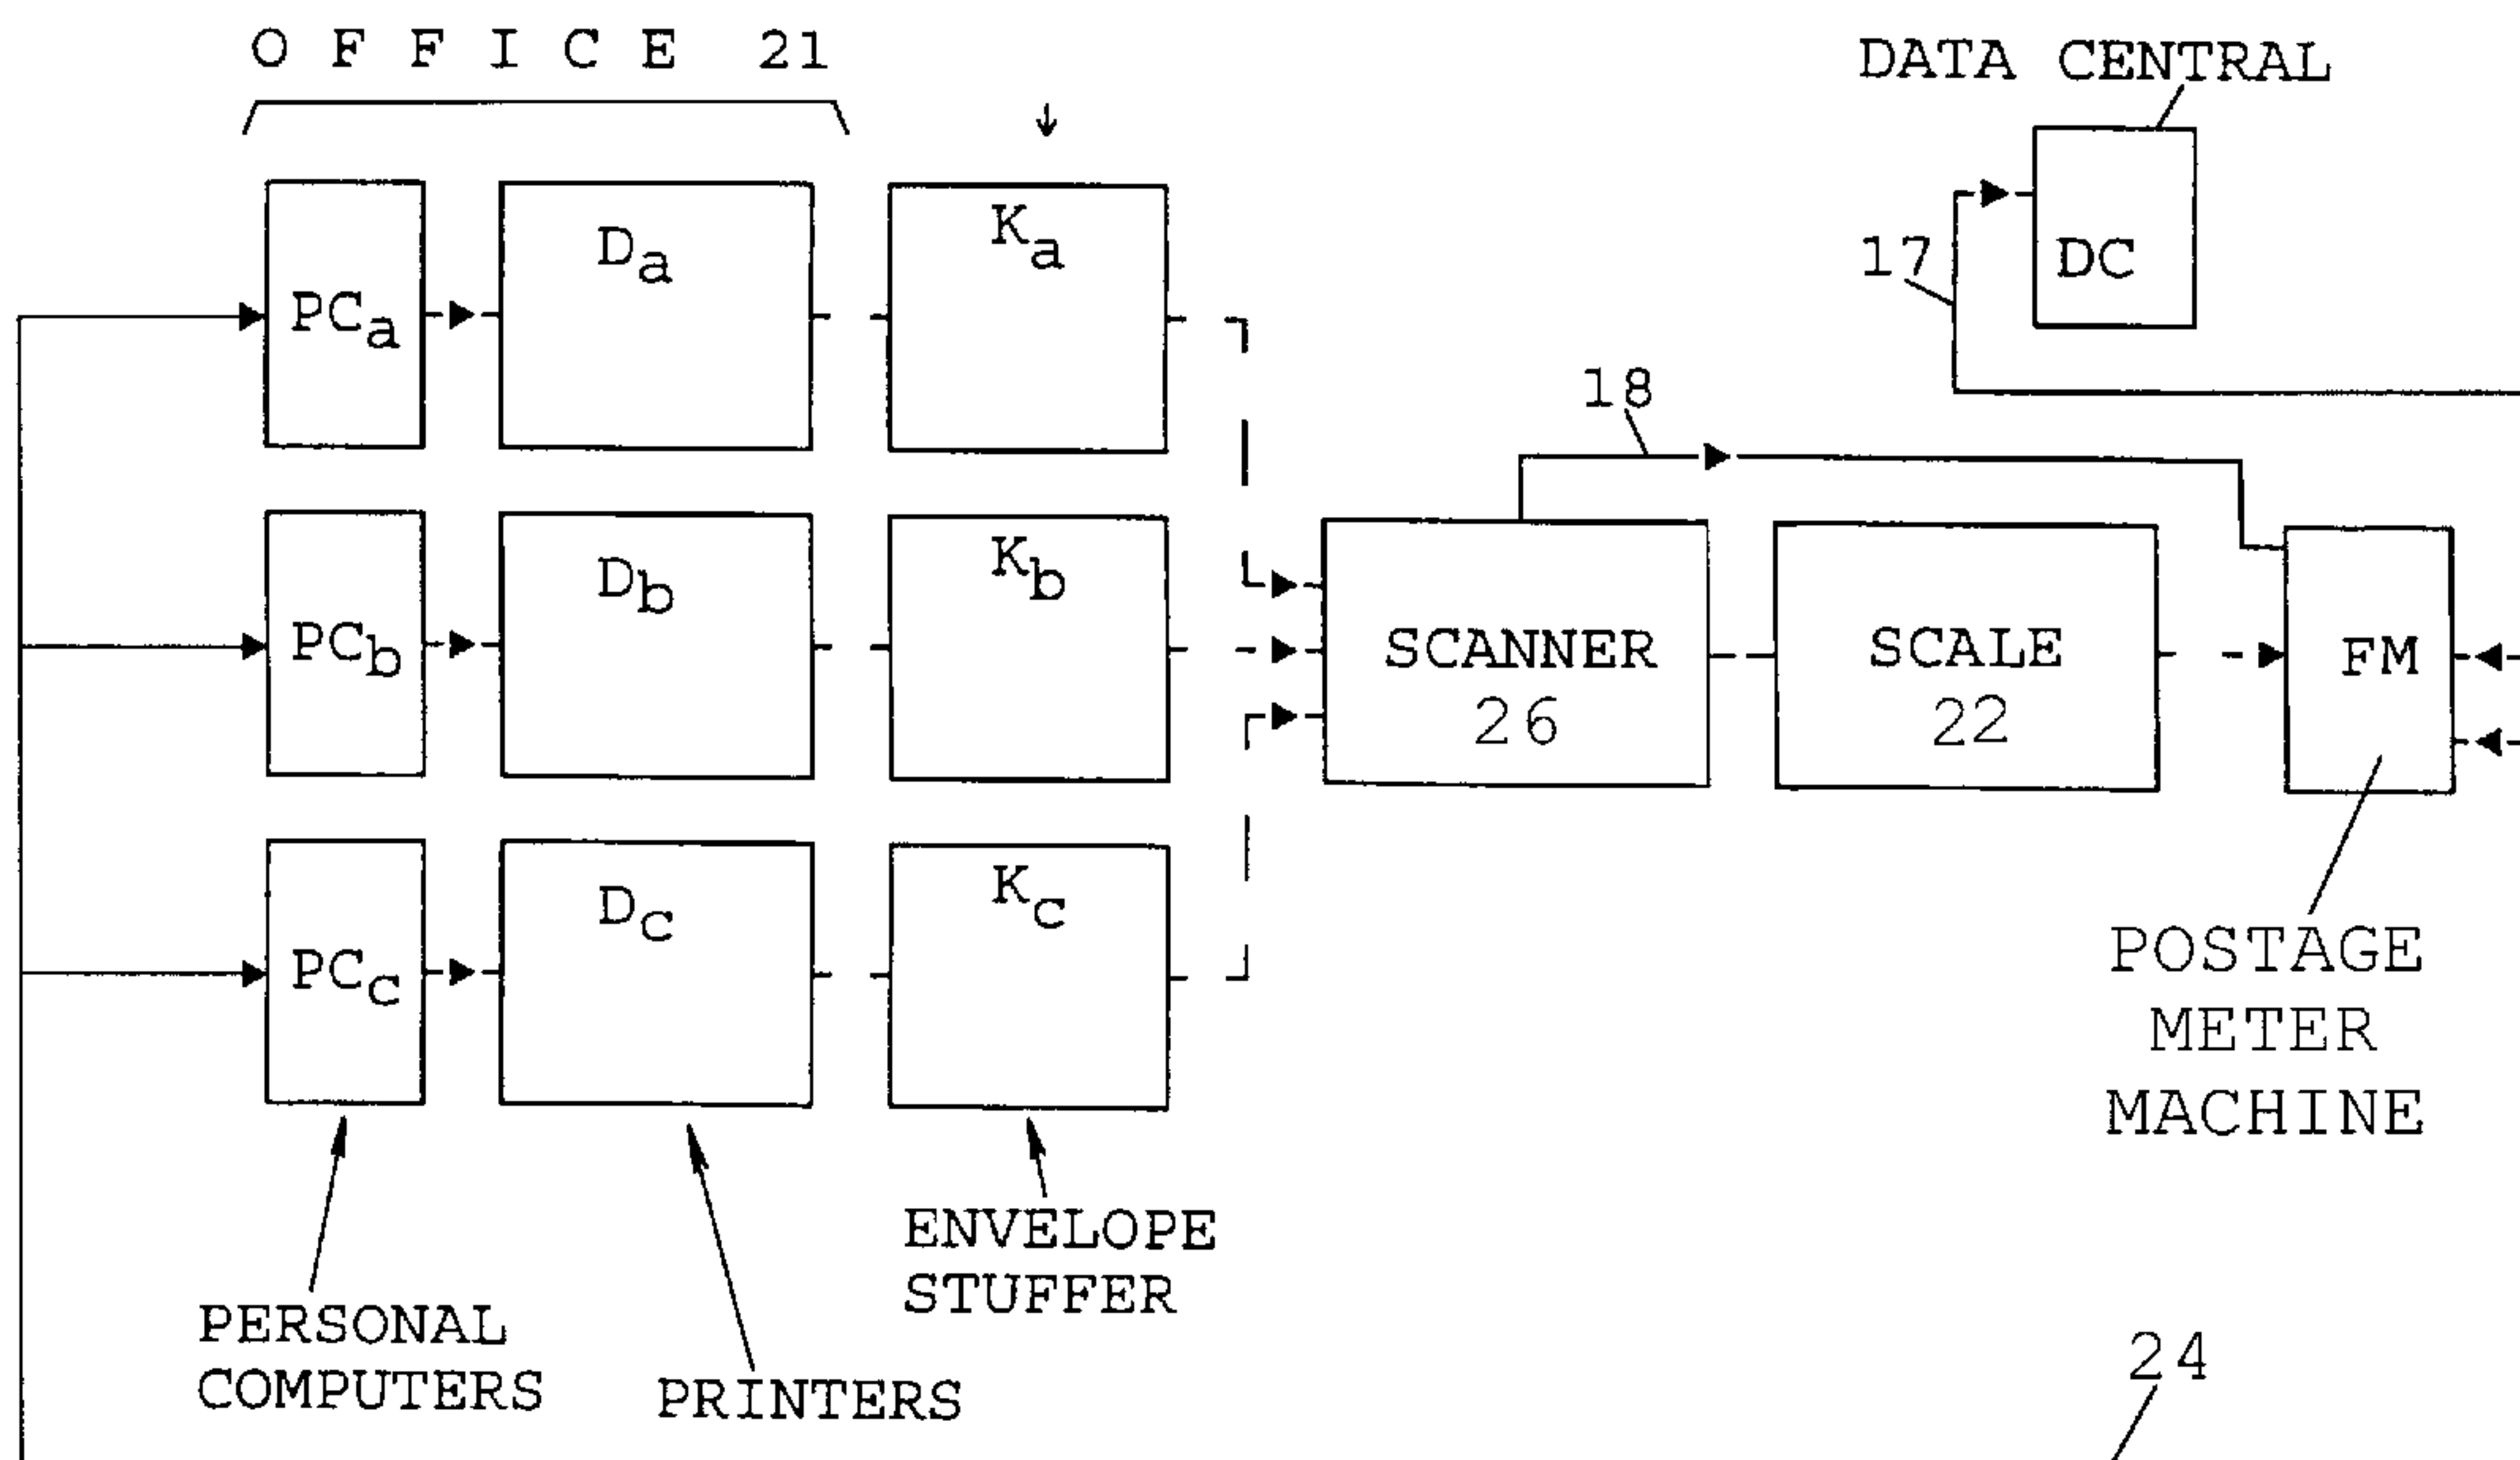 O F F I C E 21
DATA CENTRAL
DC
17
18
PCa
Da
Ka
PCb
Db
Kb
SCANNER
26
SCALE
22
FM
PCc
Dc
Kc
POSTAGE
METER
MACHINE
ENVELOPE
STUFFER
PERSONAL
COMPUTERS
PRINTERS
24